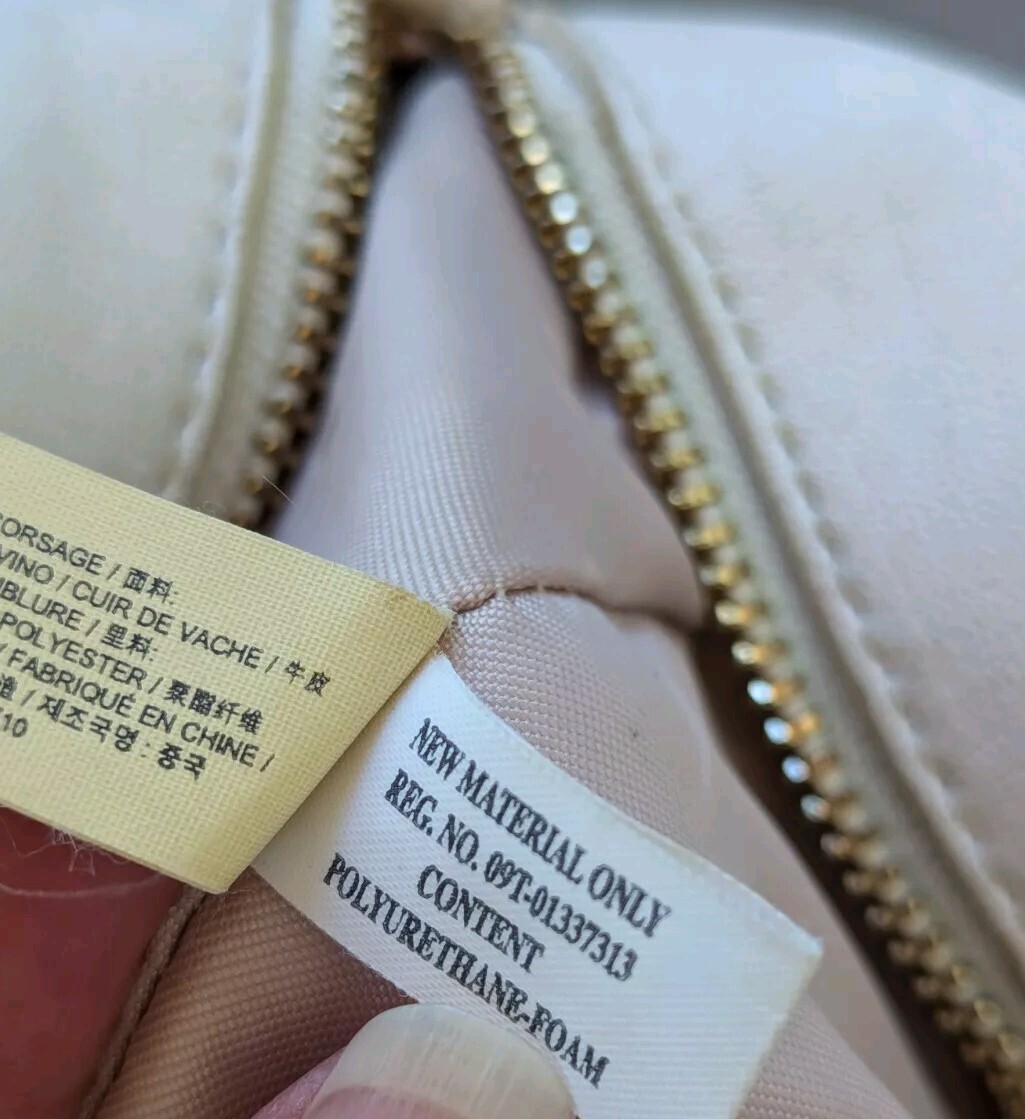 CORSAGE / 面料:
VINO / CUIR DE VACHE / 牛皮
BLURE / 里料:
POLYESTER / 聚酯纤维
/ FABRIQUÉ EN CHINE /
/ 제조국명 : 중국
10
NEW MATERIAL ONLY
REG. NO. 09T-01337313
CONTENT
POLYURETHANE-FOAM